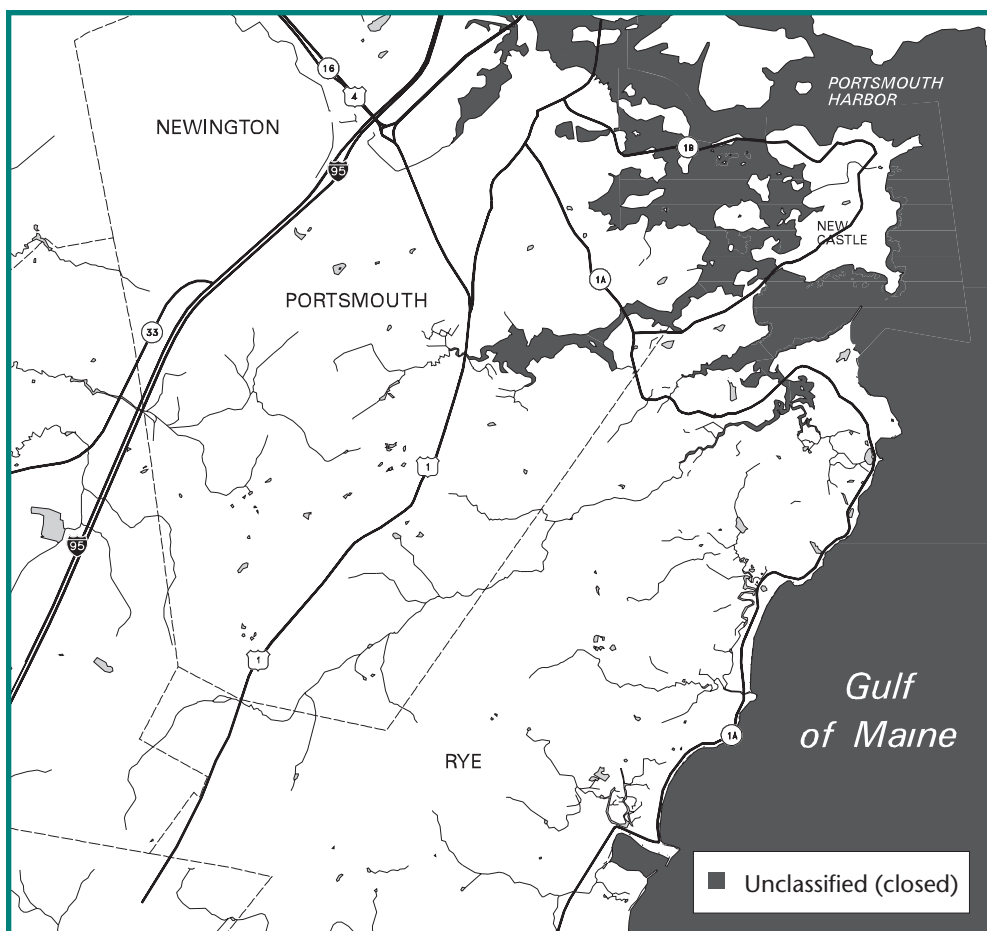 16
4
PORTSMOUTH
HARBOR
NEWINGTON
1B
95
NEW
CASTLE
1A
PORTSMOUTH
33
1
95
1
Gulf
of Maine
1A
RYE
Unclassified (closed)